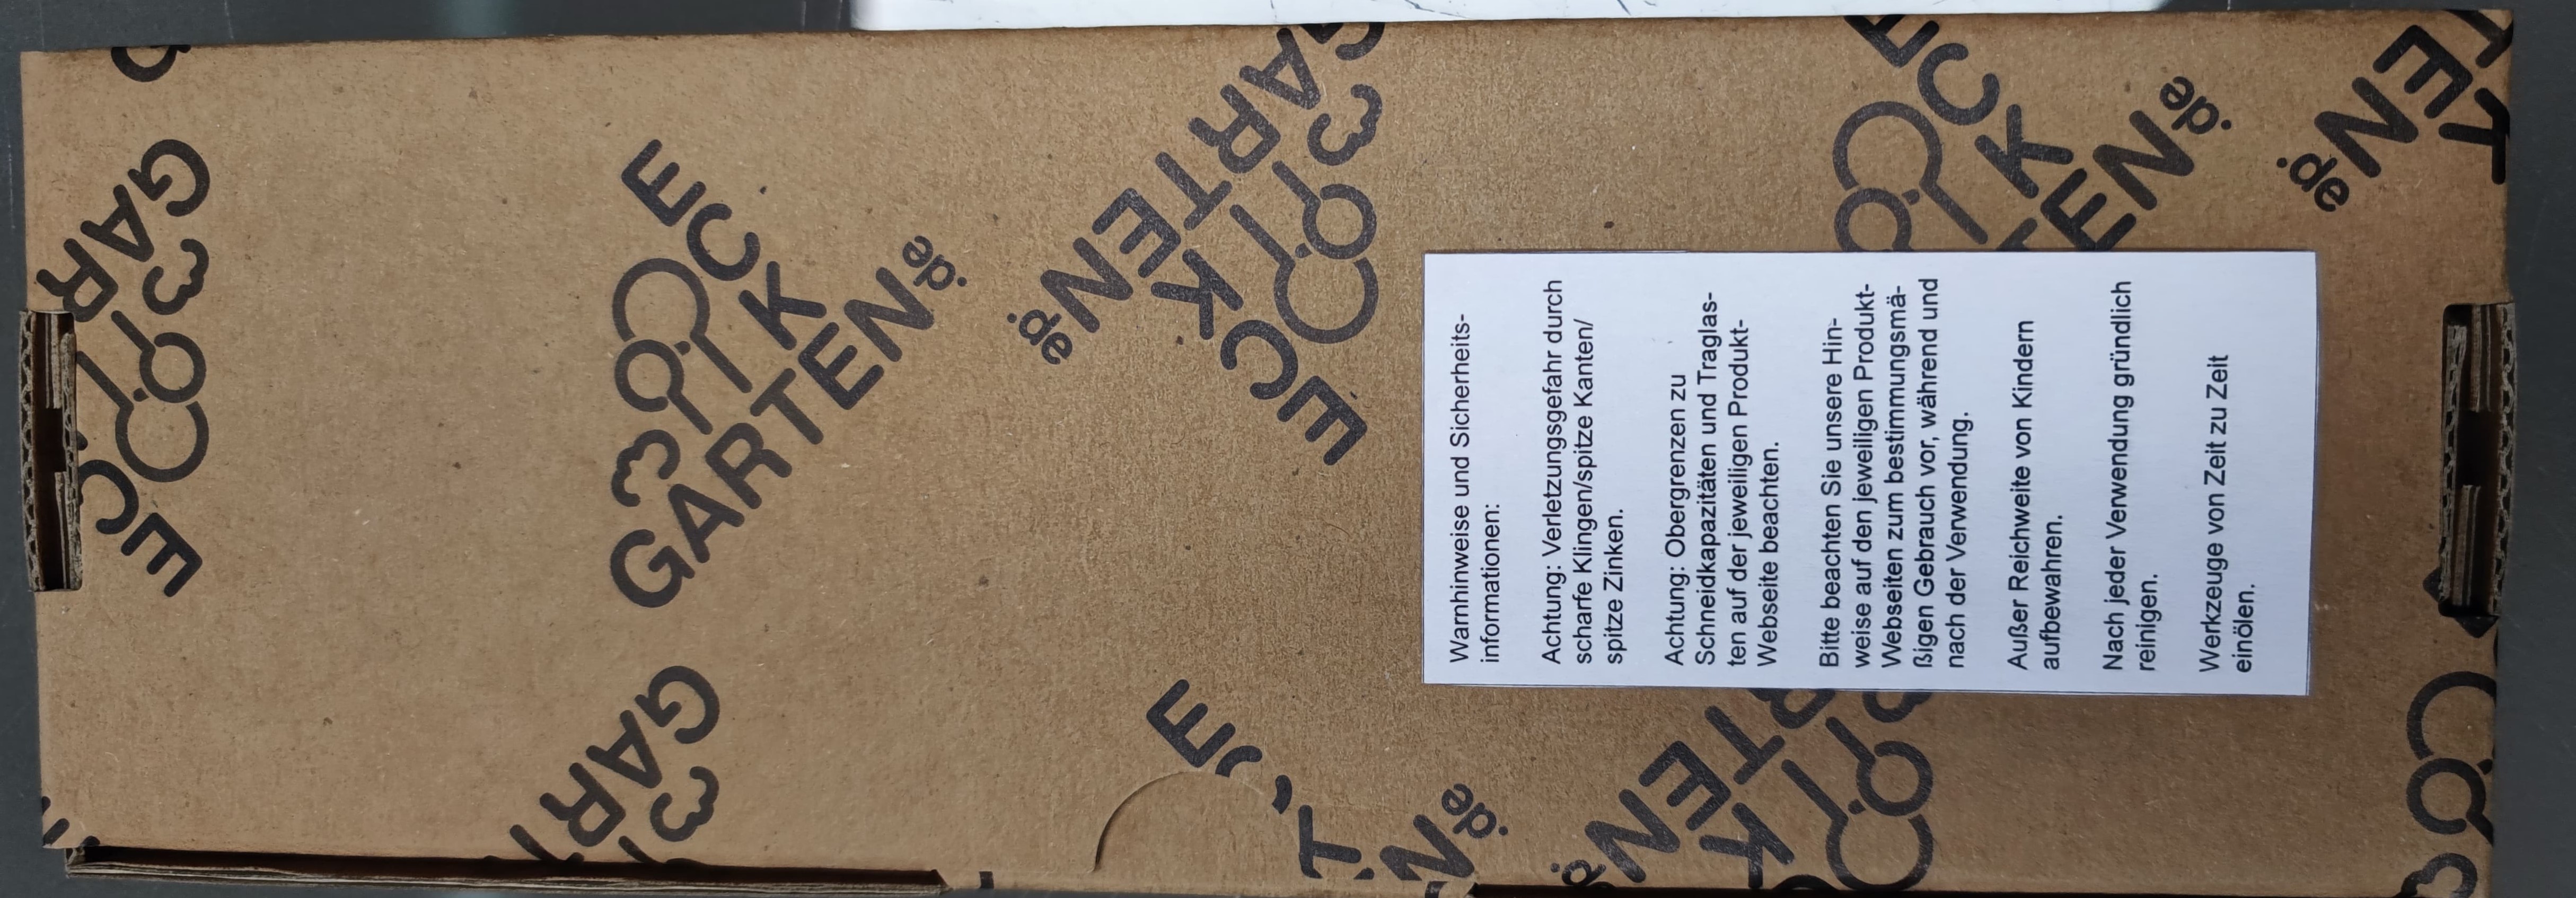 GARTEN.de
ECK
GARTEN.de
ECK
Warnhinweise und Sicherheits-
informationen:
Achtung: Verletzungsgefahr durch
scharfe Klingen/spitze Kanten/
spitze Zinken.
Achtung: Obergrenzen zu
Schneidkapazitäten und Traglas-
ten auf der jeweiligen Produkt-
Webseite beachten.
Bitte beachten Sie unsere Hin-
weise auf den jeweiligen Produkt-
Webseiten zum bestimmungsmä-
ßigen Gebrauch vor, während und
nach der Verwendung.
Außer Reichweite von Kindern
aufbewahren.
Nach jeder Verwendung gründlich
reinigen.
Werkzeuge von Zeit zu Zeit
einölen.